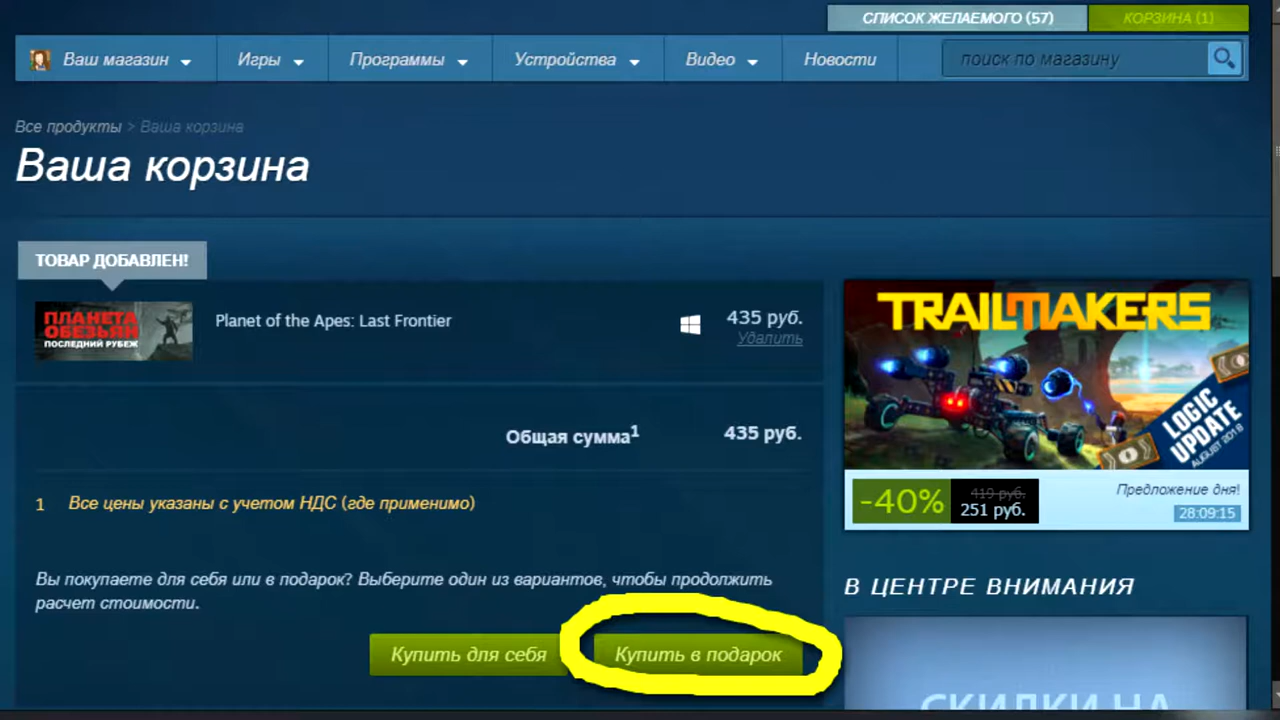 СПИСОК ЖЕЛАЕМОГО (57)
КОРЗИНА (1)
Ваш магазин
Игры
Программы
Устройства
Видео
Новости
поиск по магазину
Все продукты > Ваша корзина
Ваша корзина
ТОВАР ДОБАВЛЕН!
ПЛАНЕТА
ОБЕЗЬЯН
ПОСЛЕДНИЙ РУБЕЖ
Planet of the Apes: Last Frontier
435 руб.
Удалить
Общая сумма1
435 руб.
1 Все цены указаны с учетом НДС (где применимо)
Вы покупаете для себя или в подарок? Выберите один из вариантов, чтобы продолжить
расчет стоимости.
Купить для себя
Купить в подарок
TRAILMAKERS
LOGIC
UPDATE
AUGUST 2018
-40%
419 руб.
251 руб.
Предложение дня!
28:09:15
В ЦЕНТРЕ ВНИМАНИЯ
СКИДКИ НА